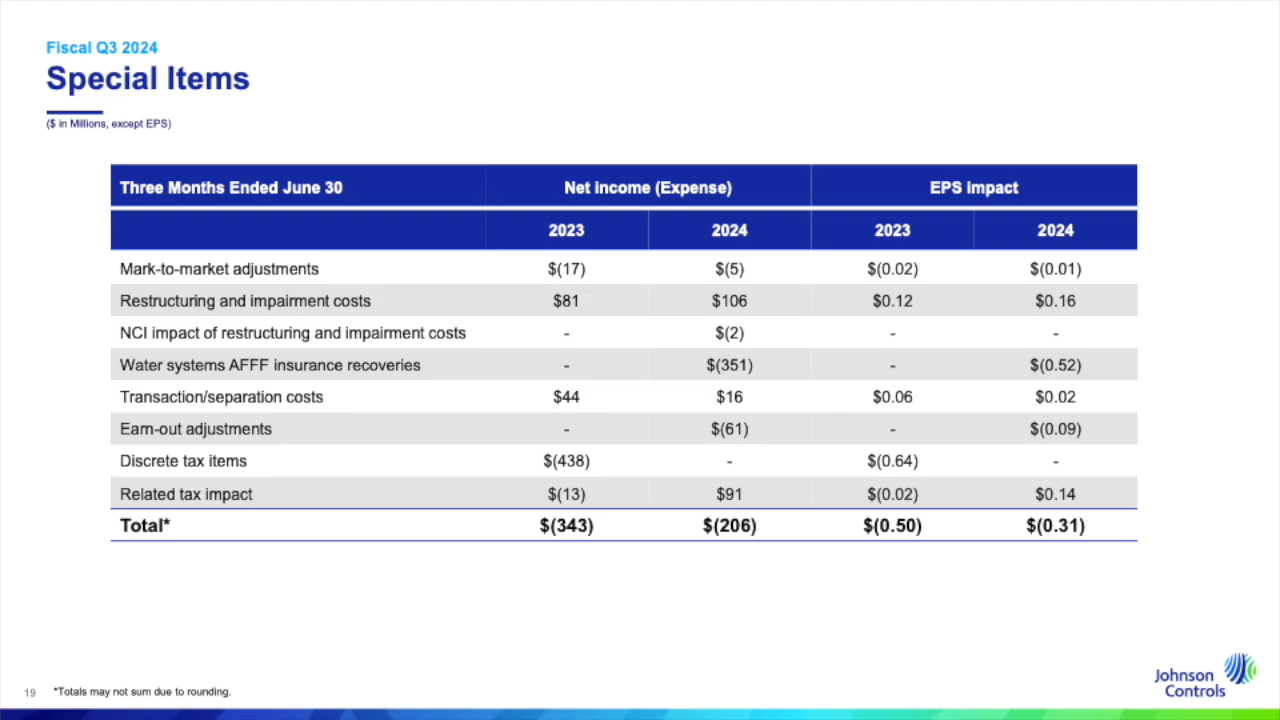 Fiscal Q3 2024
Special Items
($ in Millions, except EPS)
Three Months Ended June 30 Net Income (Expense) EPS impact
2023 2024 2023 2024
Mark-to-market adjustments $(17) $(5) $(0.02) $(0.01)
Restructuring and impairment costs $81 $106 $0.12 $0.16
NCI impact of restructuring and impairment costs - $(2) - -
Water systems AFFF insurance recoveries - $(351) - $(0.52)
Transaction/separation costs $44 $16 $0.06 $0.02
Earn-out adjustments - $(61) - $(0.09)
Discrete tax items $(438) - $(0.64) -
Related tax impact $(13) $91 $(0.02) $0.14
Total* $(343) $(206) $(0.50) $(0.31)
19 *Totals may not sum due to rounding.
Johnson
Controls